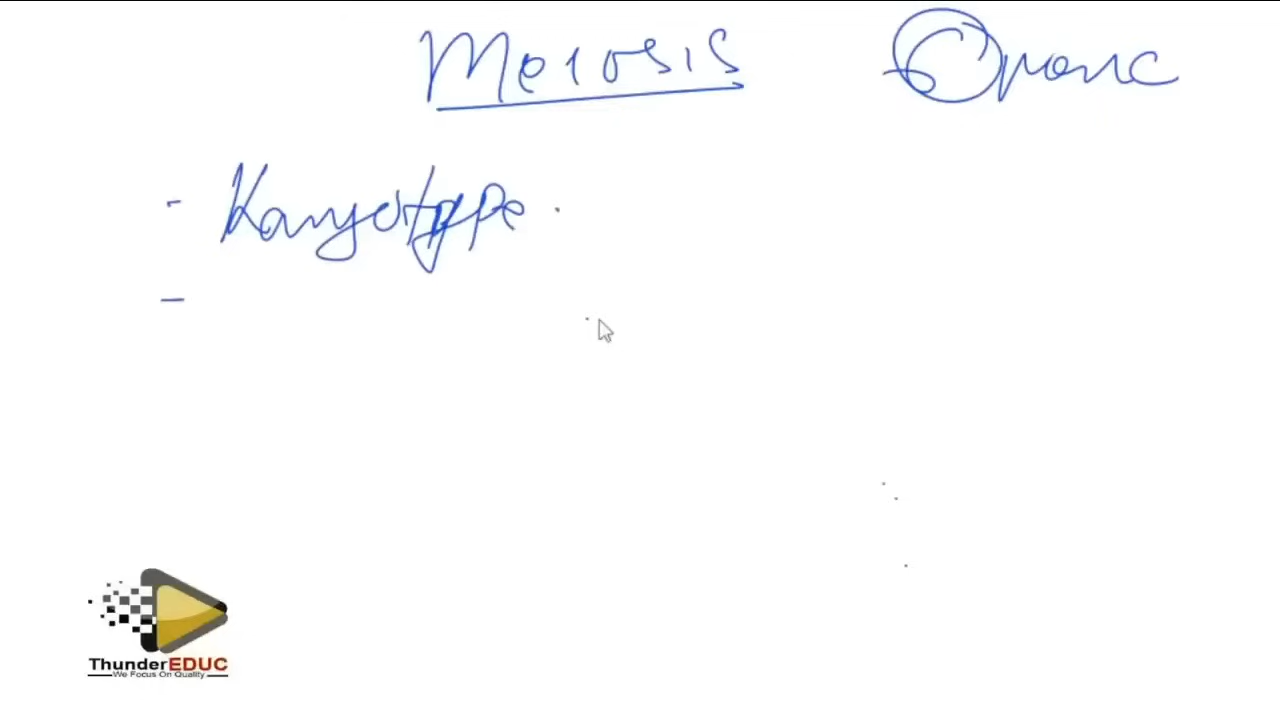 Meiosis
- Karyotype.
-
ThunderEDUC
We Focus On Quality